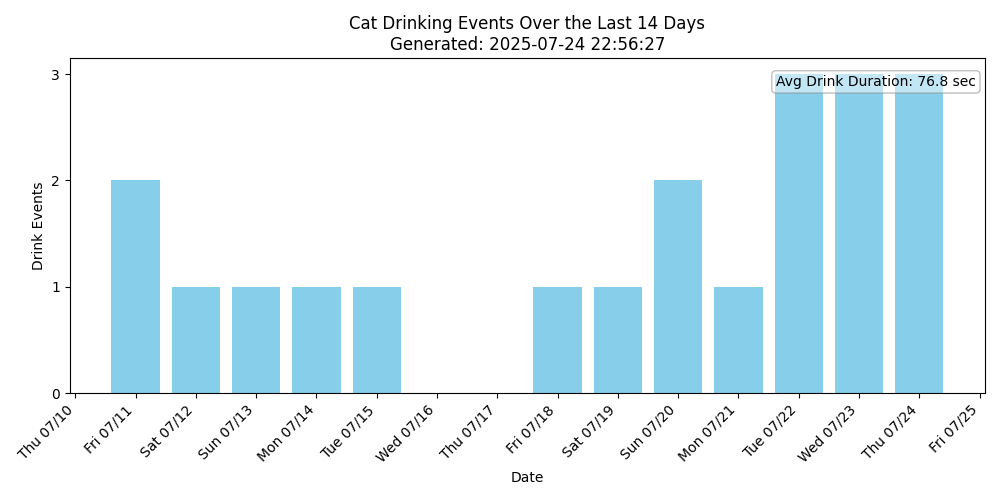 Cat Drinking Events Over the Last 14 Days
Generated: 2025-07-24 22:56:27
Avg Drink Duration: 76.8 sec
3
2
1
0
Drink Events
Thu 07/10
Fri 07/11
Sat 07/12
Sun 07/13
Mon 07/14
Tue 07/15
Wed 07/16
Thu 07/17
Fri 07/18
Sat 07/19
Sun 07/20
Mon 07/21
Tue 07/22
Wed 07/23
Thu 07/24
Fri 07/25
Date